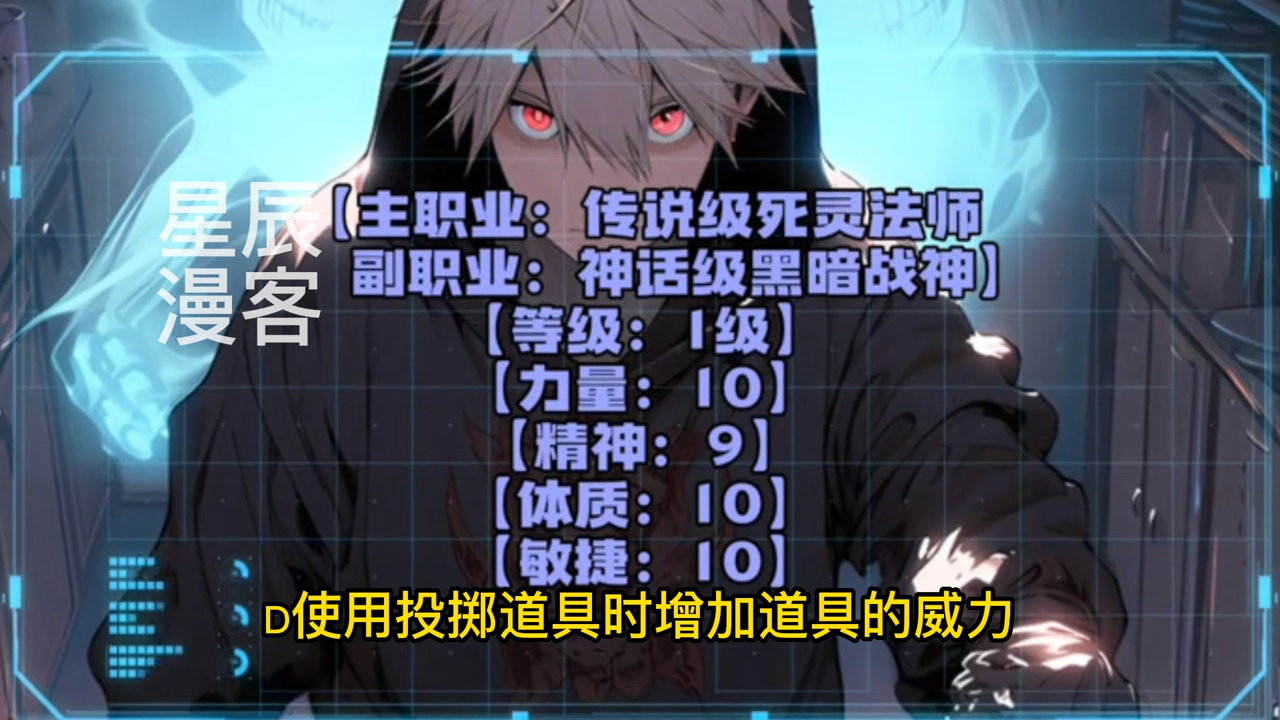 星辰
漫客
【主职业：传说级死灵法师
副职业：神话级黑暗战神】
【等级：1级】
【力量：10】
【精神：9】
【体质：10】
【敏捷：10】
D使用投掷道具时增加道具的威力